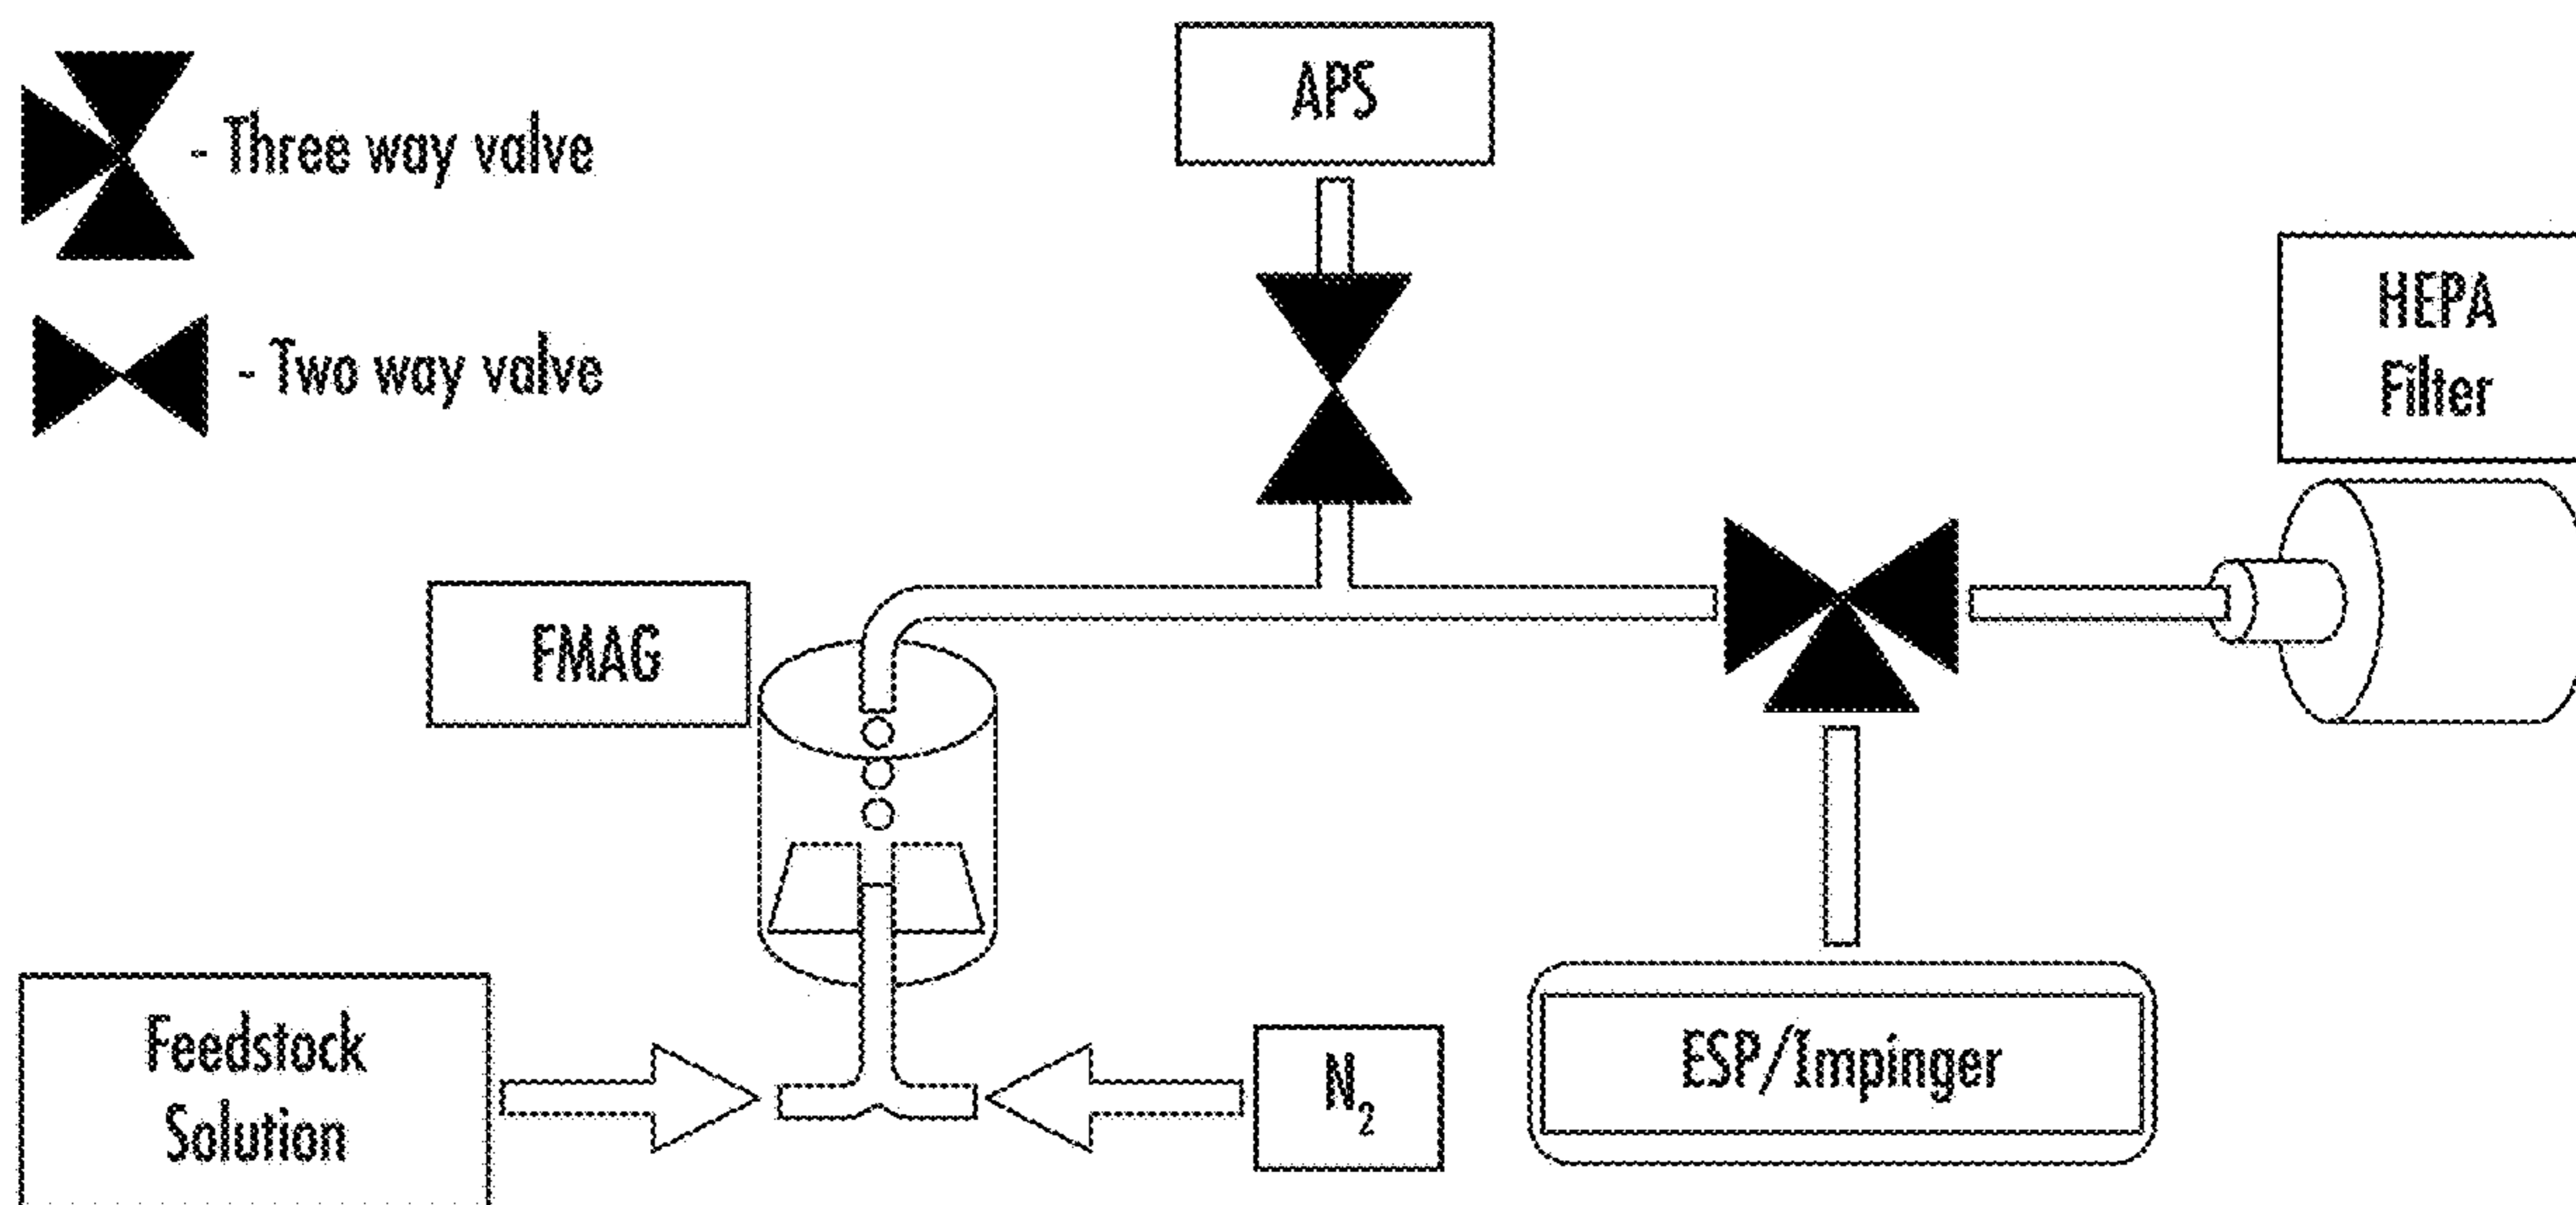 APS
- Three way valve
HEPA
Filter
- Two way valve
FMAG
Feedstock
Solution
N₂
ESP/Impinger